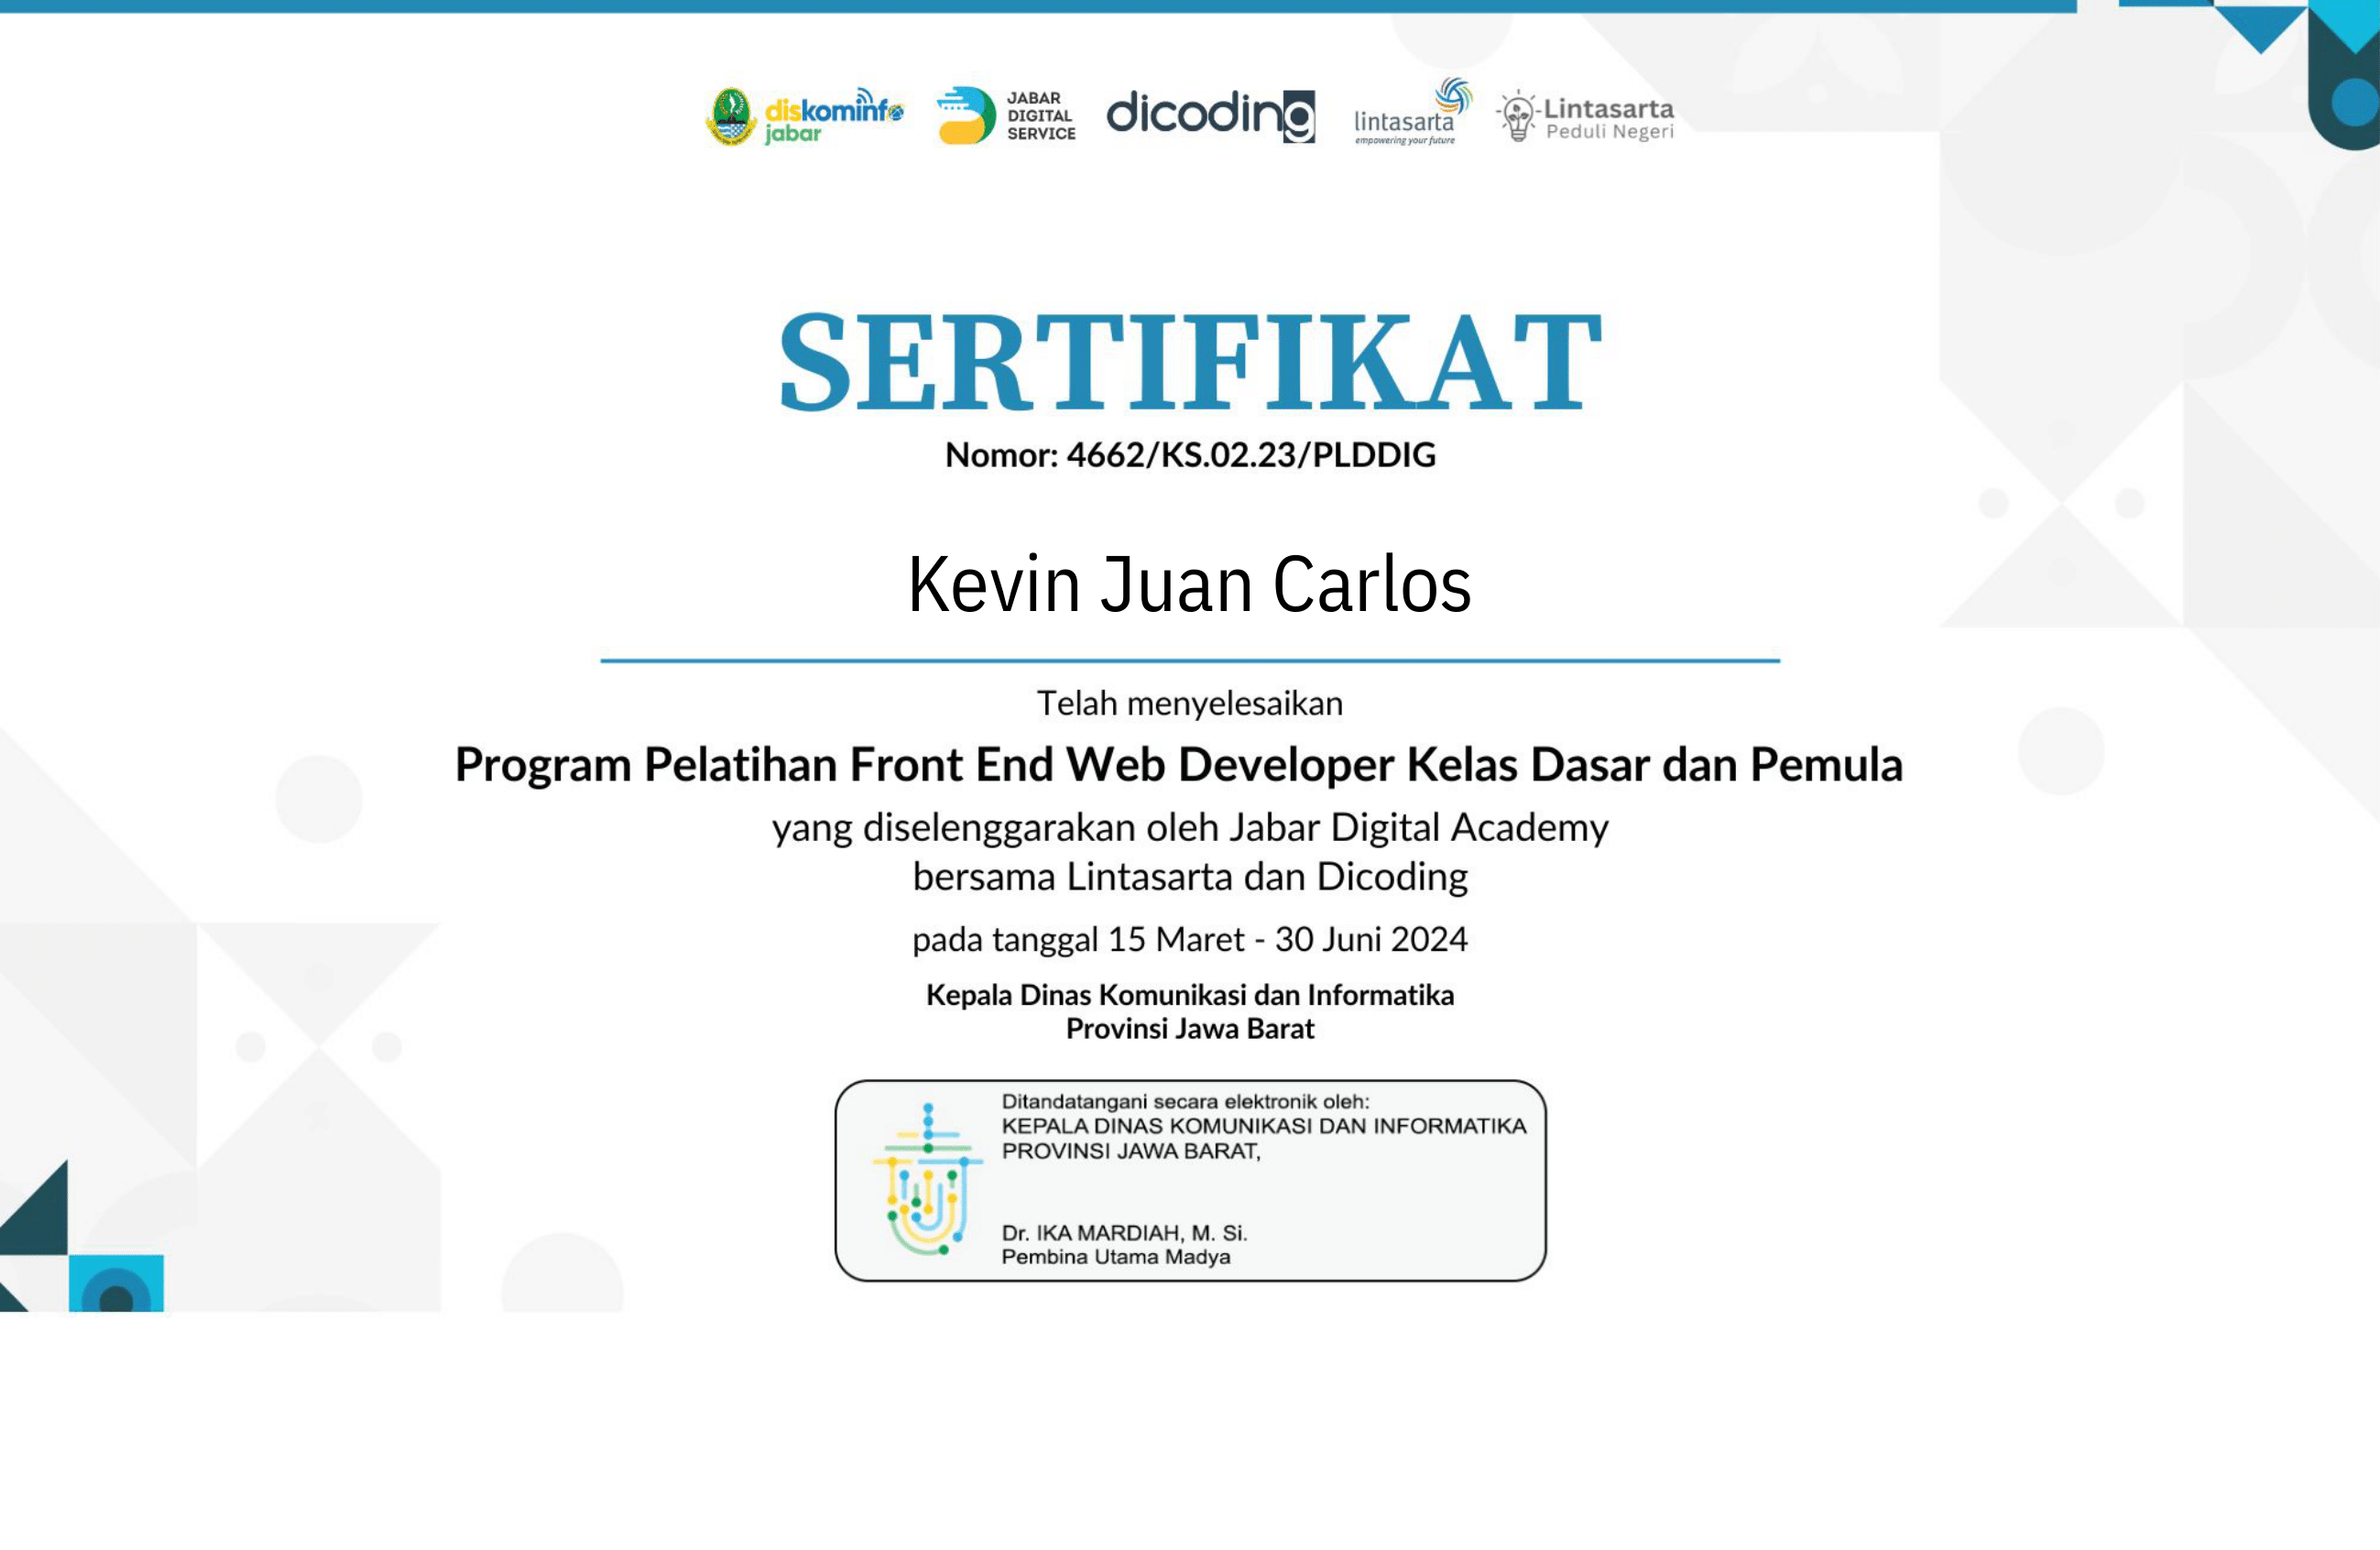 diskominfo
jabar
JABAR
DIGITAL
SERVICE
dicoding
lintasarta
empowering your future
Lintasarta
Peduli Negeri
SERTIFIKAT
Nomor: 4662/KS.02.23/PLDDIG
Kevin Juan Carlos
Telah menyelesaikan
Program Pelatihan Front End Web Developer Kelas Dasar dan Pemula
yang diselenggarakan oleh Jabar Digital Academy
bersama Lintasarta dan Dicoding
pada tanggal 15 Maret - 30 Juni 2024
Kepala Dinas Komunikasi dan Informatika
Provinsi Jawa Barat
Ditandatangani secara elektronik oleh:
KEPALA DINAS KOMUNIKASI DAN INFORMATIKA
PROVINSI JAWA BARAT,
Dr. IKA MARDIAH, M. Si.
Pembina Utama Madya